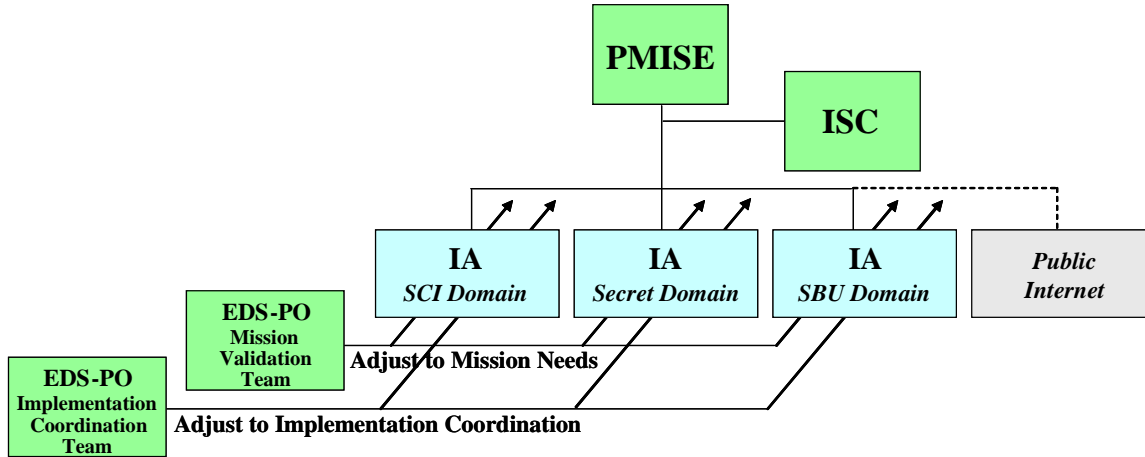 PMISE
ISC
IA
SCI Domain
IA
Secret Domain
IA
SBU Domain
Public
Internet
EDS-PO
Mission
Validation
Team
Adjust to Mission Needs
EDS-PO
Implementation
Coordination
Team
Adjust to Implementation Coordination